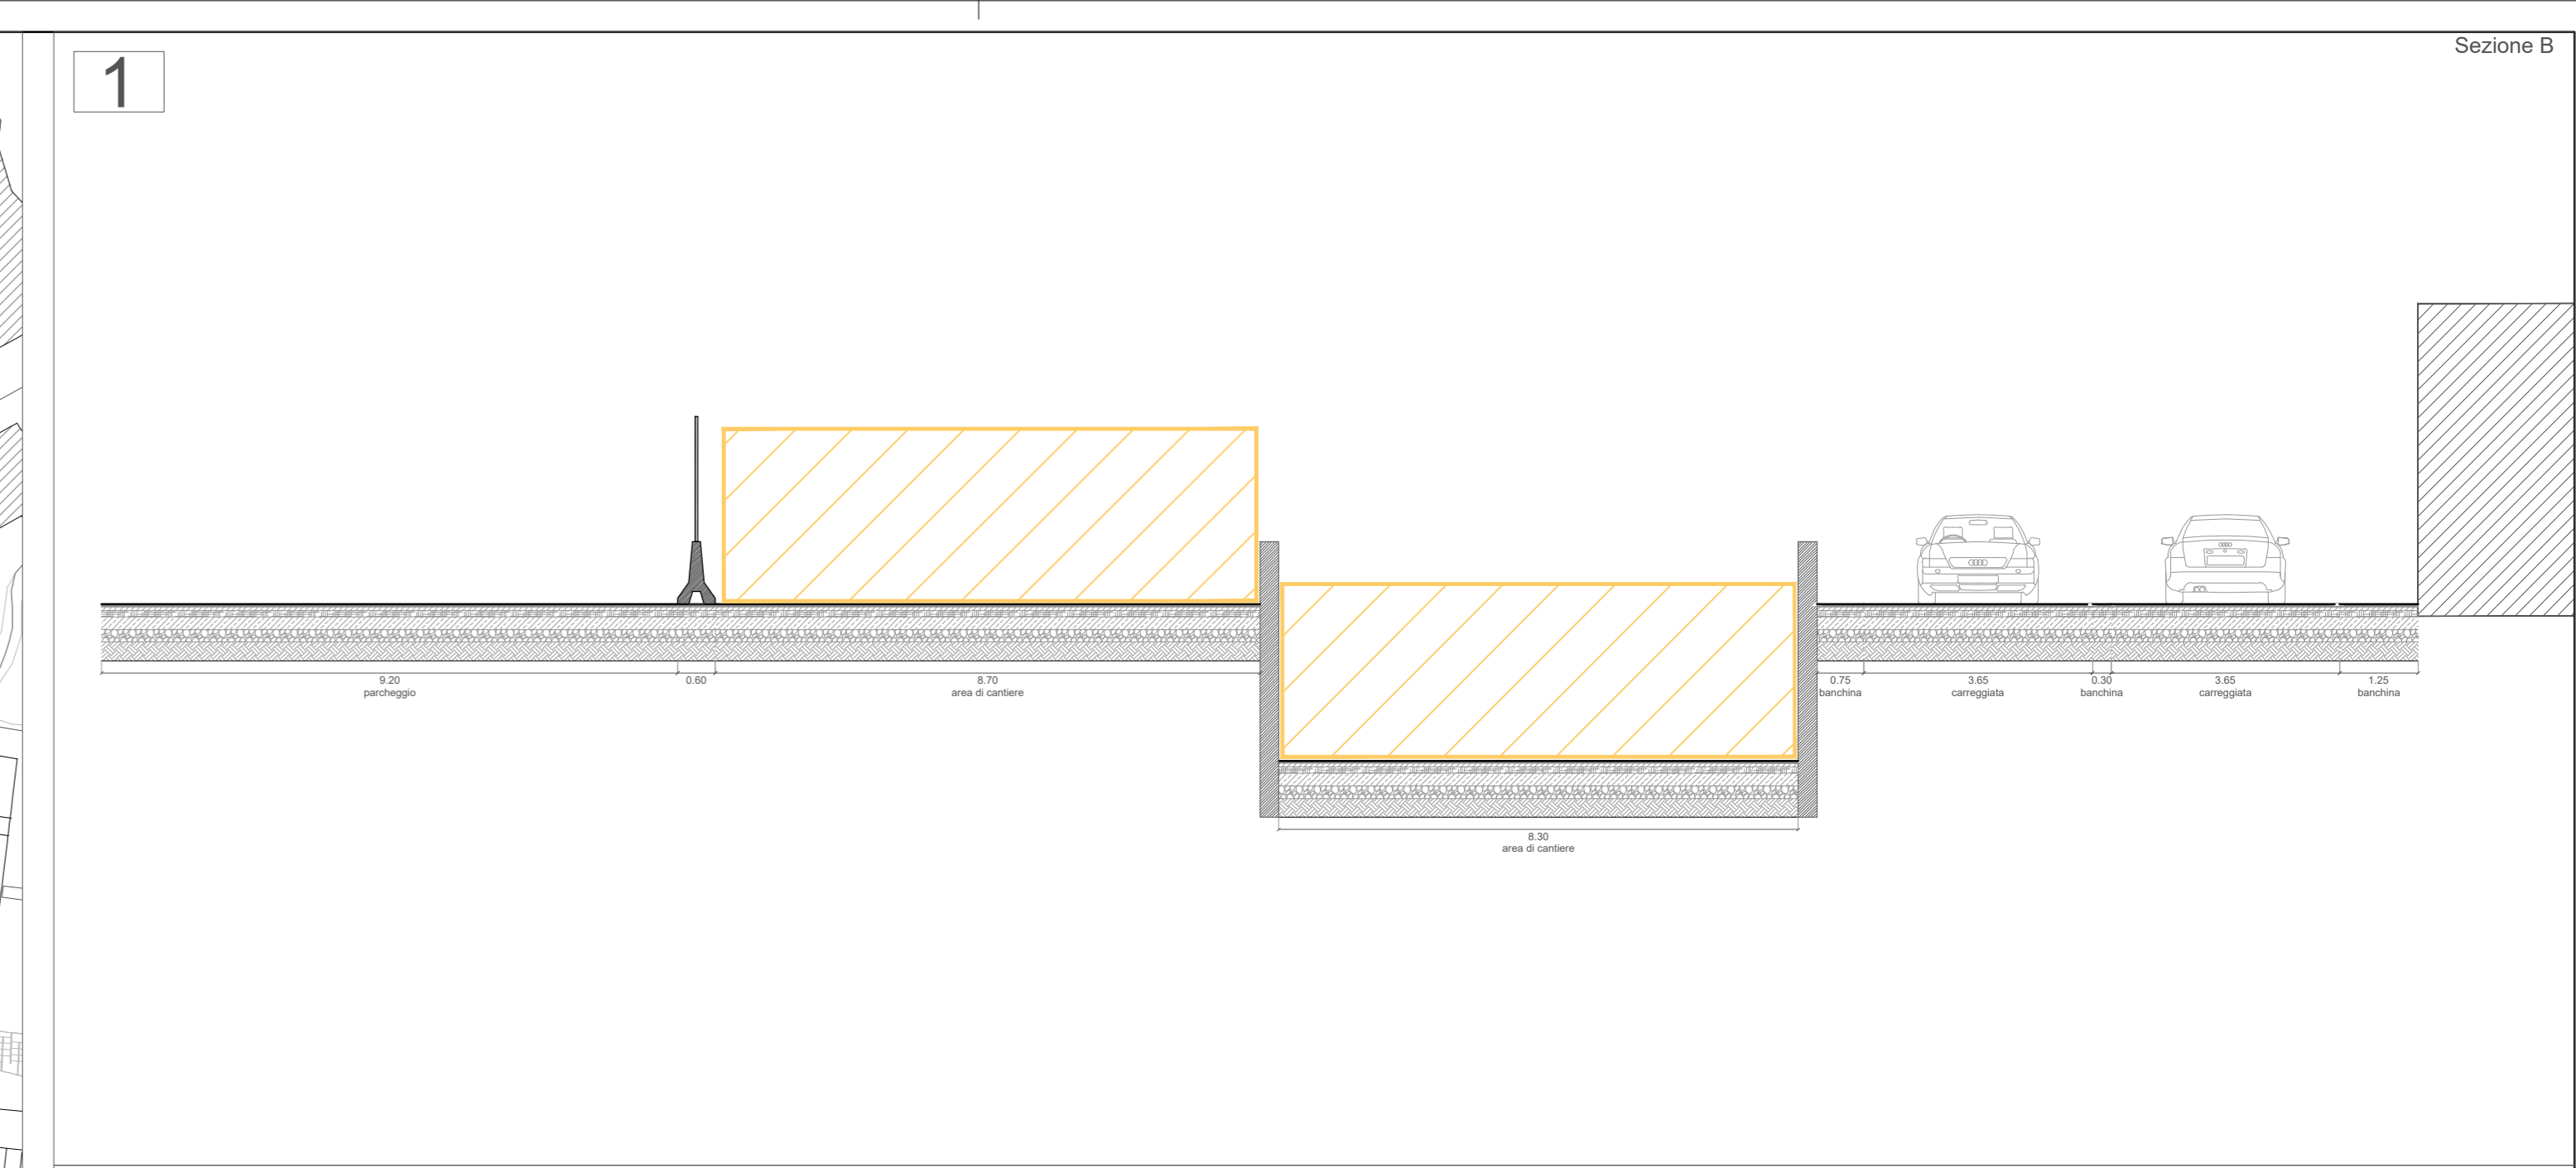 1
Sezione B
9.20
parcheggio
0.60
8.70
area di cantiere
0.75
banchina
3.65
carreggiata
0.30
banchina
3.65
carreggiata
1.25
banchina
8.30
area di cantiere